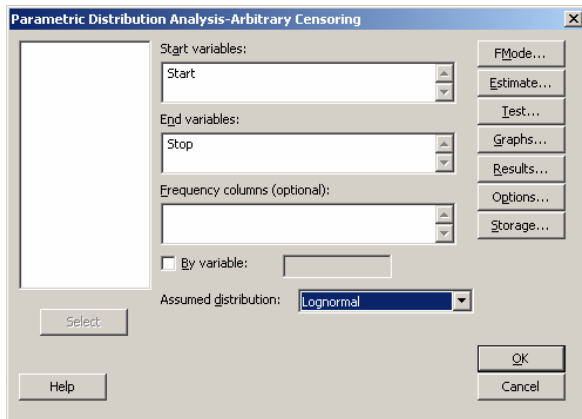 Parametric Distribution Analysis-Arbitrary Censoring
Start variables:
Start
End variables:
Stop
Frequency columns (optional):
By variable:
Assumed distribution:
Lognormal
FMode...
Estimate...
Test...
Graphs...
Results...
Options...
Storage...
Select
Help
OK
Cancel